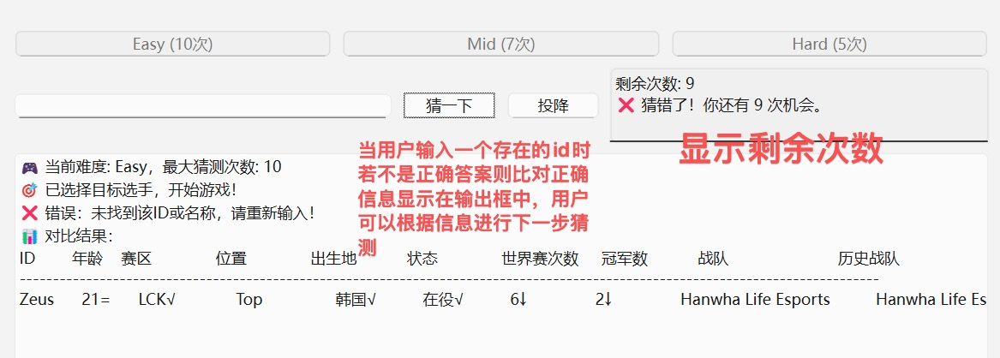 Easy (10次) Mid (7次) Hard (5次)
剩余次数: 9
❌ 猜错了！你还有 9 次机会。
猜一下 投降
显示剩余次数
当用户输入一个存在的id时
若不是正确答案则比对正确
信息显示在输出框中，用户
可以根据信息进行下一步猜
测
🎮 当前难度: Easy，最大猜测次数: 10
🎯 已选择目标选手，开始游戏！
❌ 错误：未找到该ID或名称，请重新输入！
📊 对比结果：
ID 年龄 赛区 位置 出生地 状态 世界赛次数 冠军数 战队 历史战队
Zeus 21= LCK√ Top 韩国√ 在役√ 6↓ 2↓ Hanwha Life Esports Hanwha Life Es